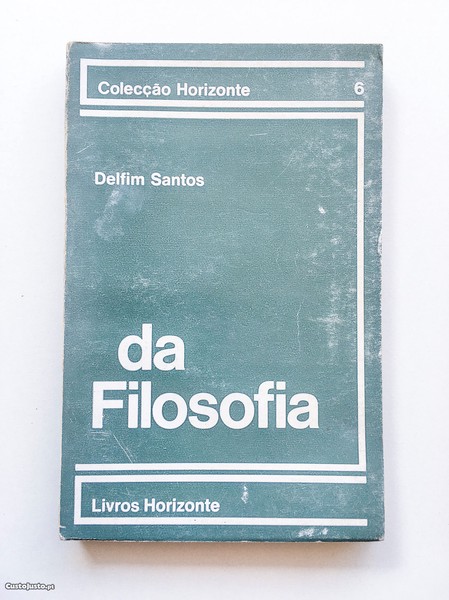 Colecção Horizonte 6
Delfim Santos
da
Filosofia
Livros Horizonte
CustoJusto.pt